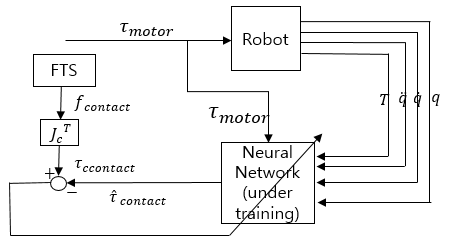 τmotor
Robot
FTS
T q̈ q̇ q
fcontact
τmotor
Jc^T
Neural
Network
(under
training)
τccontact
+
−
τ̂contact